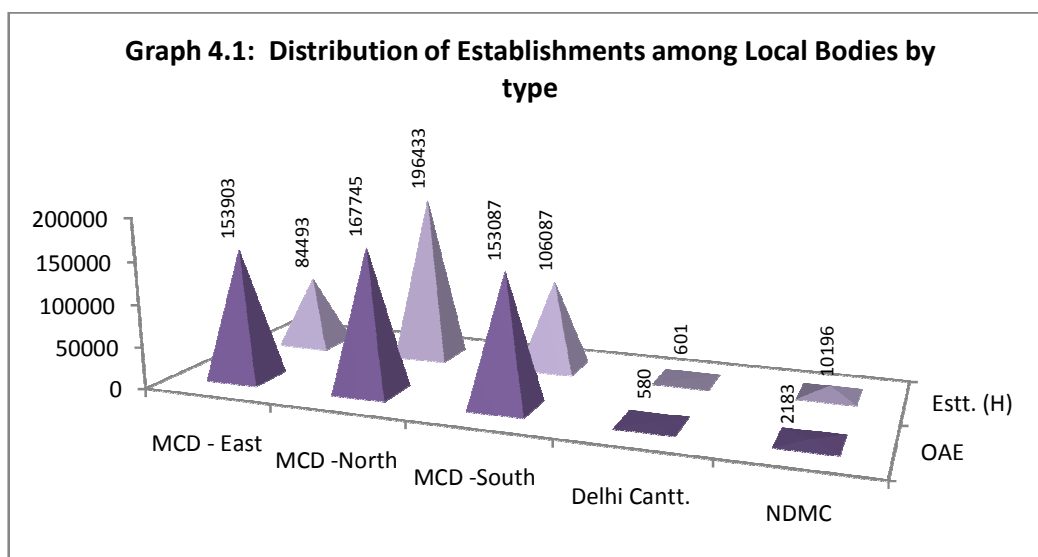 Graph 4.1: Distribution of Establishments among Local Bodies by
type
200000
150000
100000
50000
0
153903
84493
167745
196433
153087
106087
580
601
2183
10196
MCD - East
MCD -North
MCD -South
Delhi Cantt.
NDMC
Estt. (H)
OAE